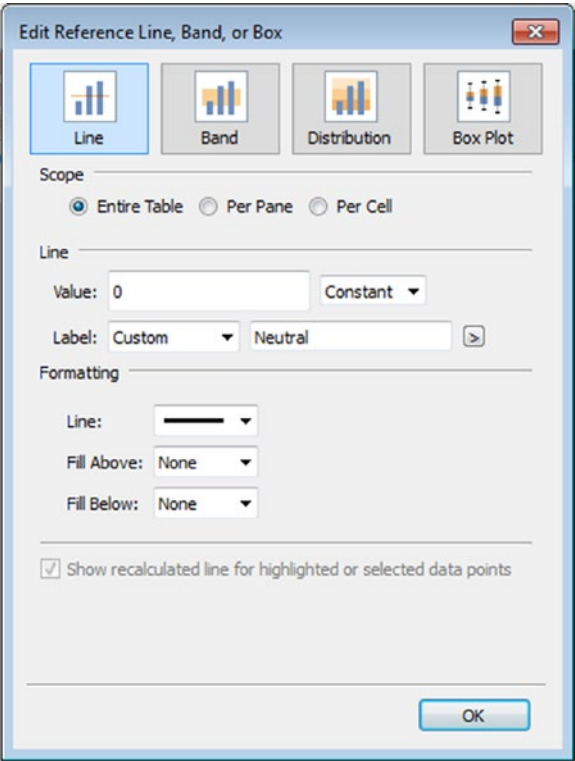 Edit Reference Line, Band, or Box
Line Band Distribution Box Plot
Scope
Entire Table Per Pane Per Cell
Line
Value: 0 Constant
Label: Custom Neutral >
Formatting
Line:
Fill Above: None
Fill Below: None
Show recalculated line for highlighted or selected data points
OK